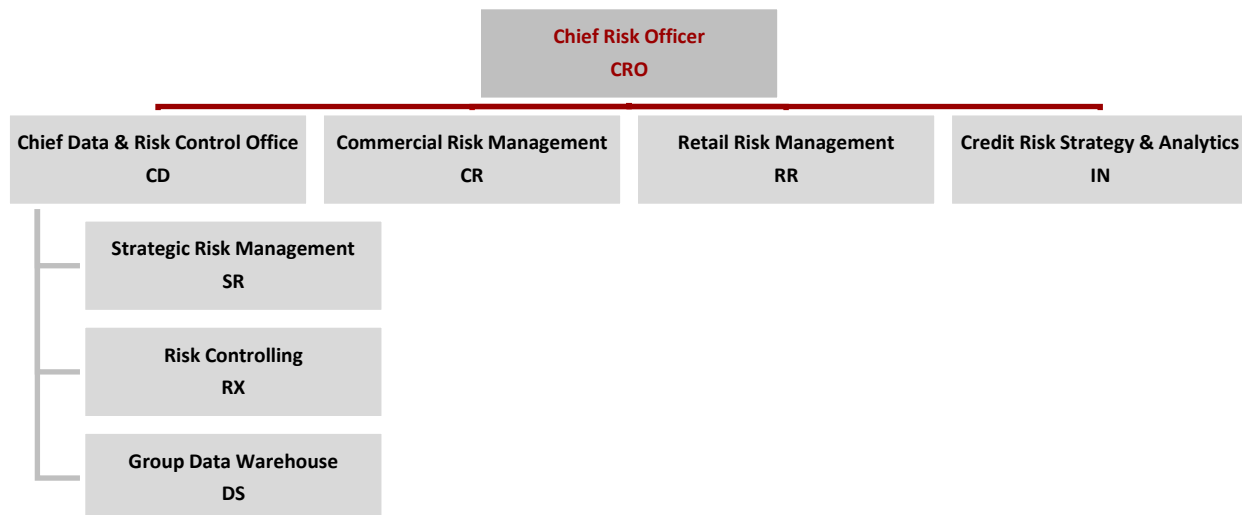 Chief Risk Officer
CRO
Chief Data & Risk Control Office
CD
Commercial Risk Management
CR
Retail Risk Management
RR
Credit Risk Strategy & Analytics
IN
Strategic Risk Management
SR
Risk Controlling
RX
Group Data Warehouse
DS